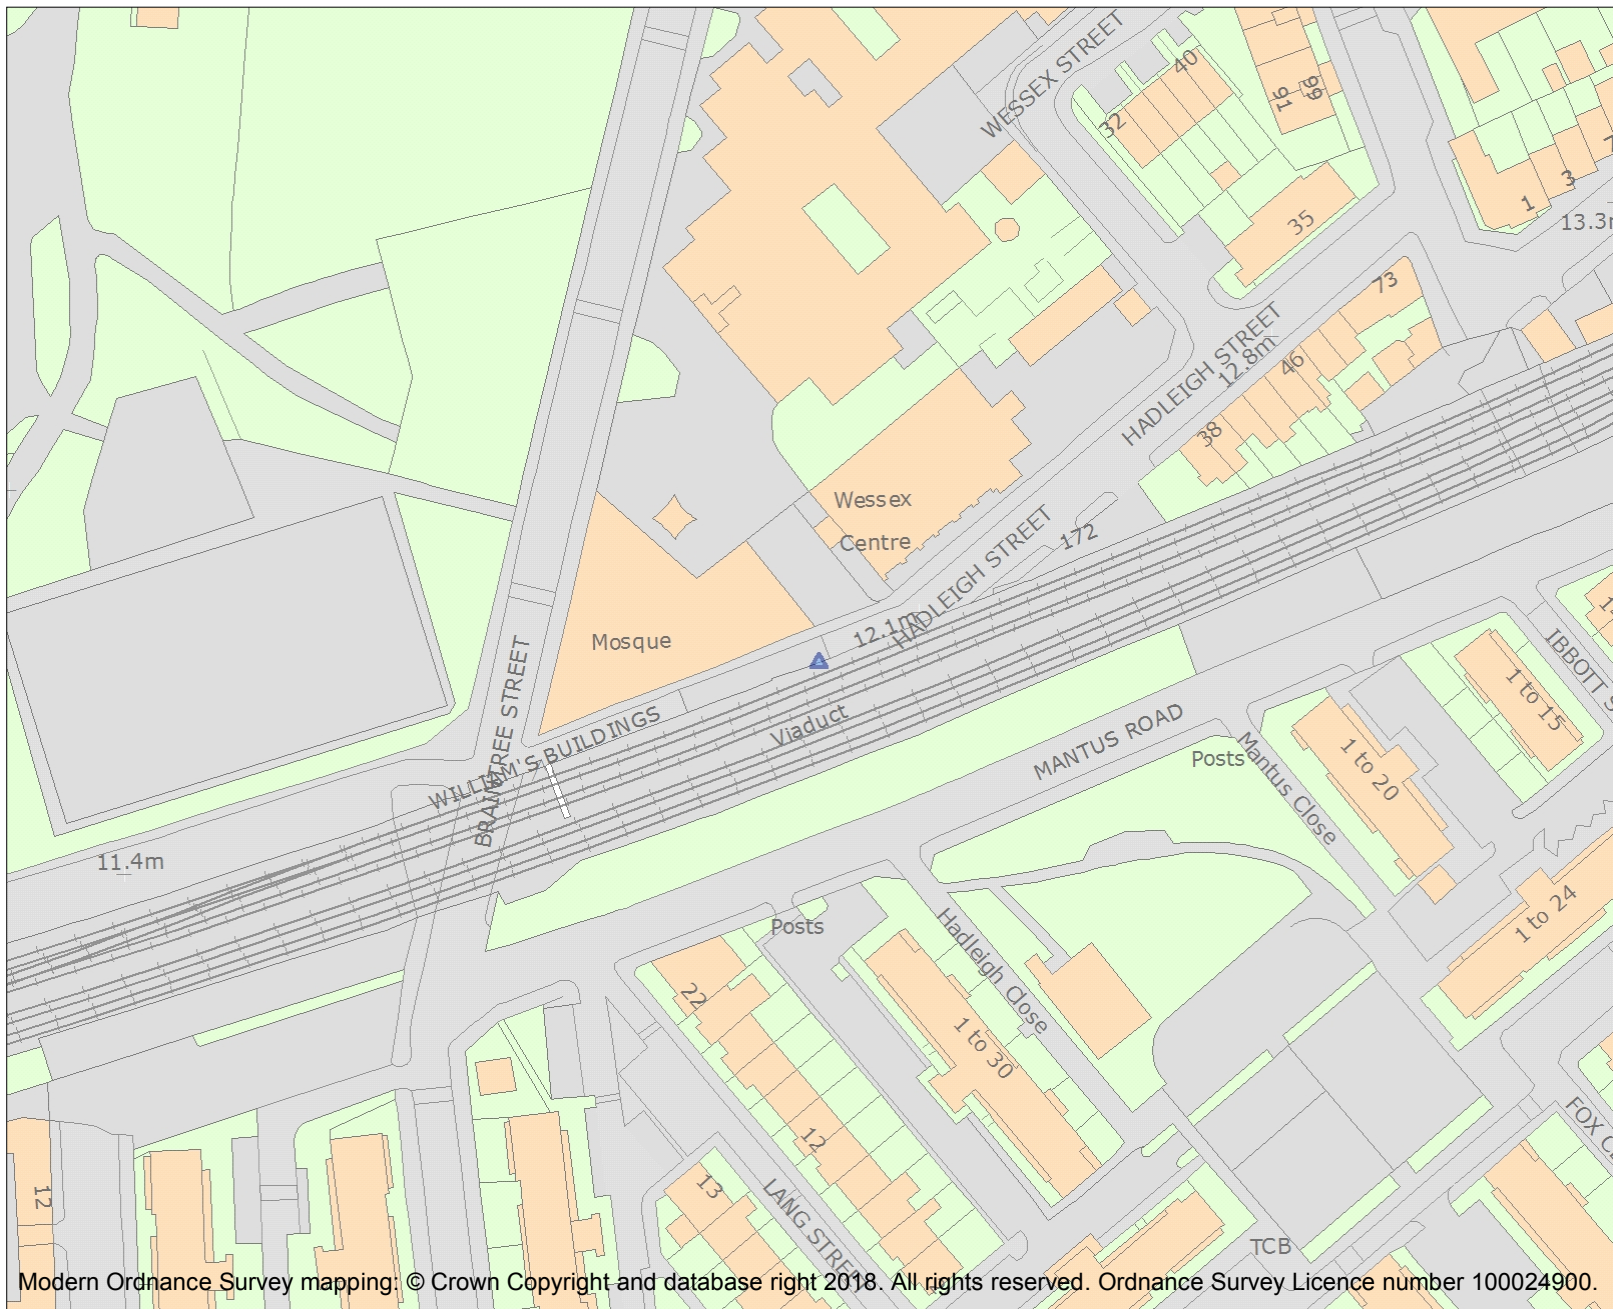 WESSEX STREET
40
32
91
99
35
1
3
13.3m
73
HADLEIGH STREET
12.8m
46
38
Wessex
Centre
HADLEIGH STREET
172
Mosque
12.1m
BRAINTREE STREET
WILLIAM'S BUILDINGS
Viaduct
MANTUS ROAD
Posts
Mantus Close
IBBOTT S
1 to 15
1 to 20
1 to 24
11.4m
Posts
Hadleigh Close
22
1 to 30
12
13
LANG STREE
12
FOX CL
TCB
Modern Ordnance Survey mapping: © Crown Copyright and database right 2018. All rights reserved. Ordnance Survey Licence number 100024900.